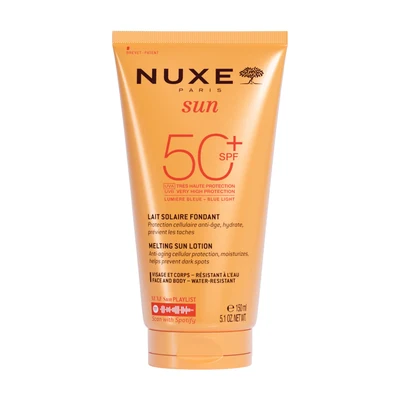 NUXE
PARIS
sun
50+
SPF
UVA
UVB
TRÈS HAUTE PROTECTION
VERY HIGH PROTECTION
LUMIÈRE BLEUE - BLUE LIGHT
LAIT SOLAIRE FONDANT
Protection cellulaire anti-âge, hydrate,
prévient les taches
MELTING SUN LOTION
Anti-aging cellular protection, moisturizes,
helps prevent dark spots
VISAGE ET CORPS - RÉSISTANT À L'EAU
FACE AND BODY - WATER-RESISTANT
PLAYLIST
Scan with Spotify
e 150 ml
5.1 OZ.NET WT.